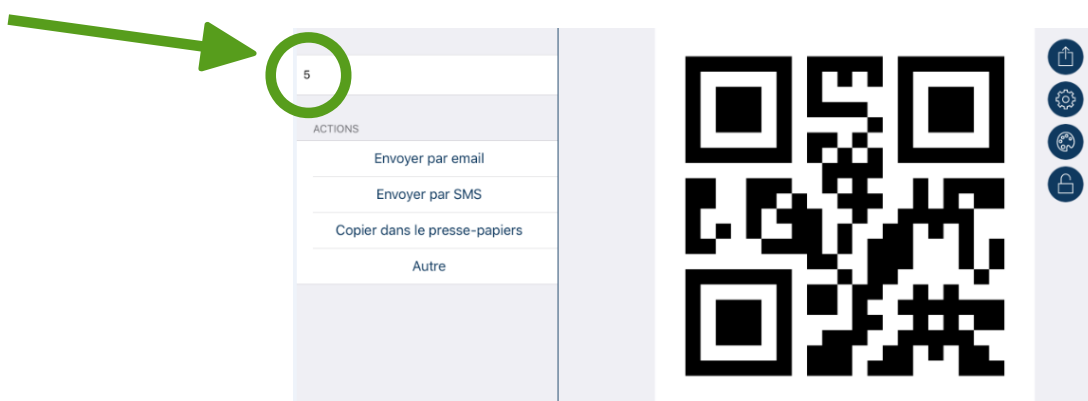 5
ACTIONS
Envoyer par email
Envoyer par SMS
Copier dans le presse-papiers
Autre